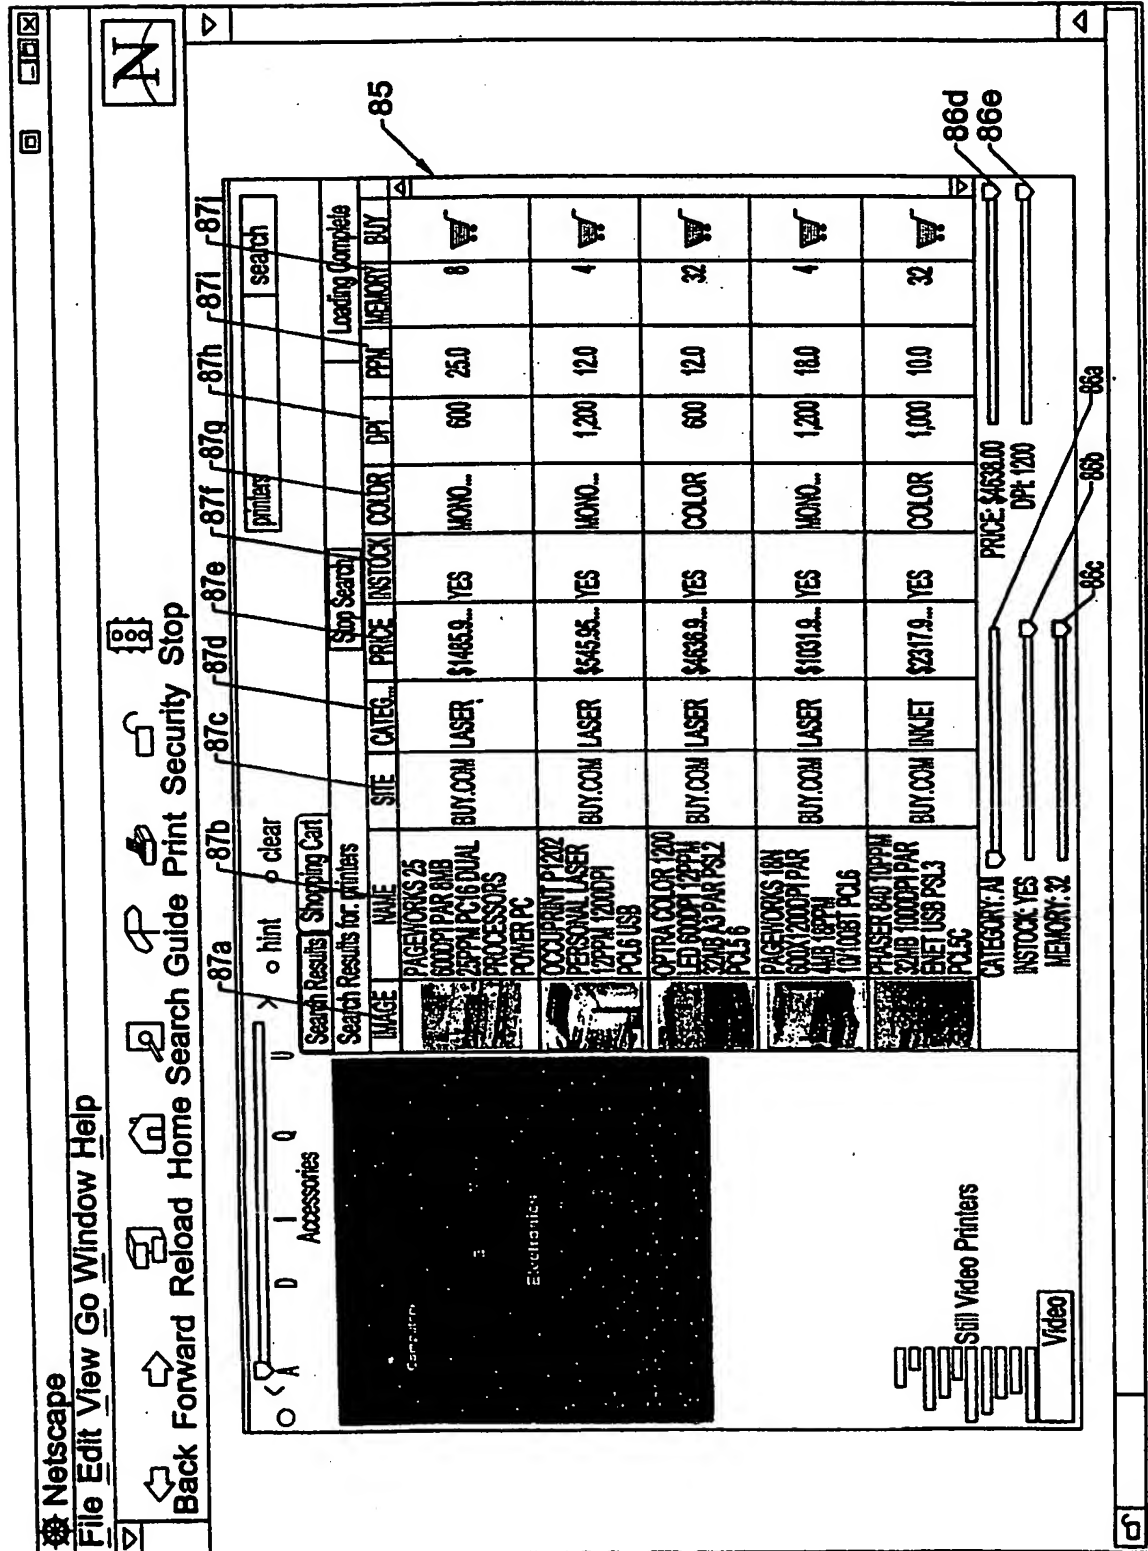 Netscape
File Edit View Go Window Help
Back Forward Reload Home Search Guide Print Security Stop
N
87a 87b 87c 87d 87e 87f 87g 87h 87i 87j
< > hint clear
printers search
A D I Q U
Accessories
Search Results Shopping Cart
Search Results for printers Stop Search Loading Complete
IMAGE NAME SITE CATEG... PRICE INSTOCK COLOR DPI PPM MEMORY BUY
PAGEWORKS 25
600DPI PAR 8MB
25PPM PC16 DUAL
PROCESSORS
POWER PC
BUY.COM LASER $1485.9... YES MONO... 600 25.0 8
OCCUPRINT P1202
PERSONAL LASER
12PPM 1200DPI
PCL6 USB
BUY.COM LASER $545.95... YES MONO... 1,200 12.0 4
OPTRA COLOR 1200
LED 600DPI 12PPM
32MB A3 PAR PSL2
PCL5 6
BUY.COM LASER $4636.9... YES COLOR 600 12.0 32
PAGEWORKS 18N
600X1200DPI PAR
4MB 18PPM
10/100BT PCL6
BUY.COM LASER $1031.9... YES MONO... 1,200 18.0 4
PHASER 840 10PPM
32MB 1000DPI PAR
ENET USB PSL3
PCL5C
BUY.COM INKJET $2317.9... YES COLOR 1,000 10.0 32
85
Computers
Electronics
Still Video Printers
Video
CATEGORY: Al
INSTOCK: YES
MEMORY: 32
PRICE: $4638.00
DPI: 1200
86d
86e
86a
86b
86c